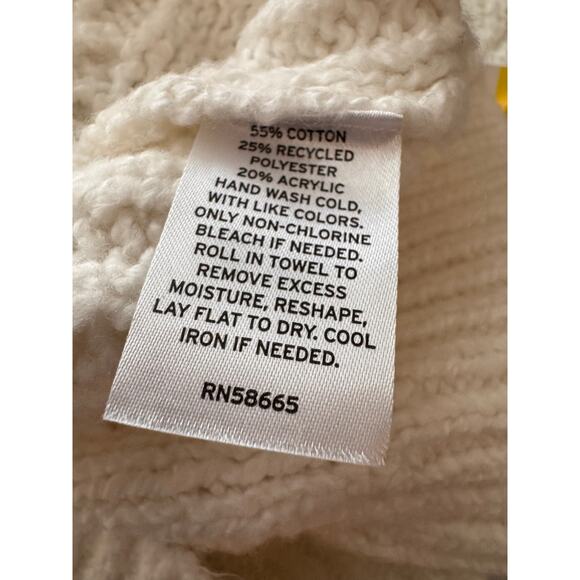 55% COTTON
25% RECYCLED
POLYESTER
20% ACRYLIC
HAND WASH COLD,
WITH LIKE COLORS.
ONLY NON-CHLORINE
BLEACH IF NEEDED.
ROLL IN TOWEL TO
REMOVE EXCESS
MOISTURE, RESHAPE,
LAY FLAT TO DRY. COOL
IRON IF NEEDED.
RN58665